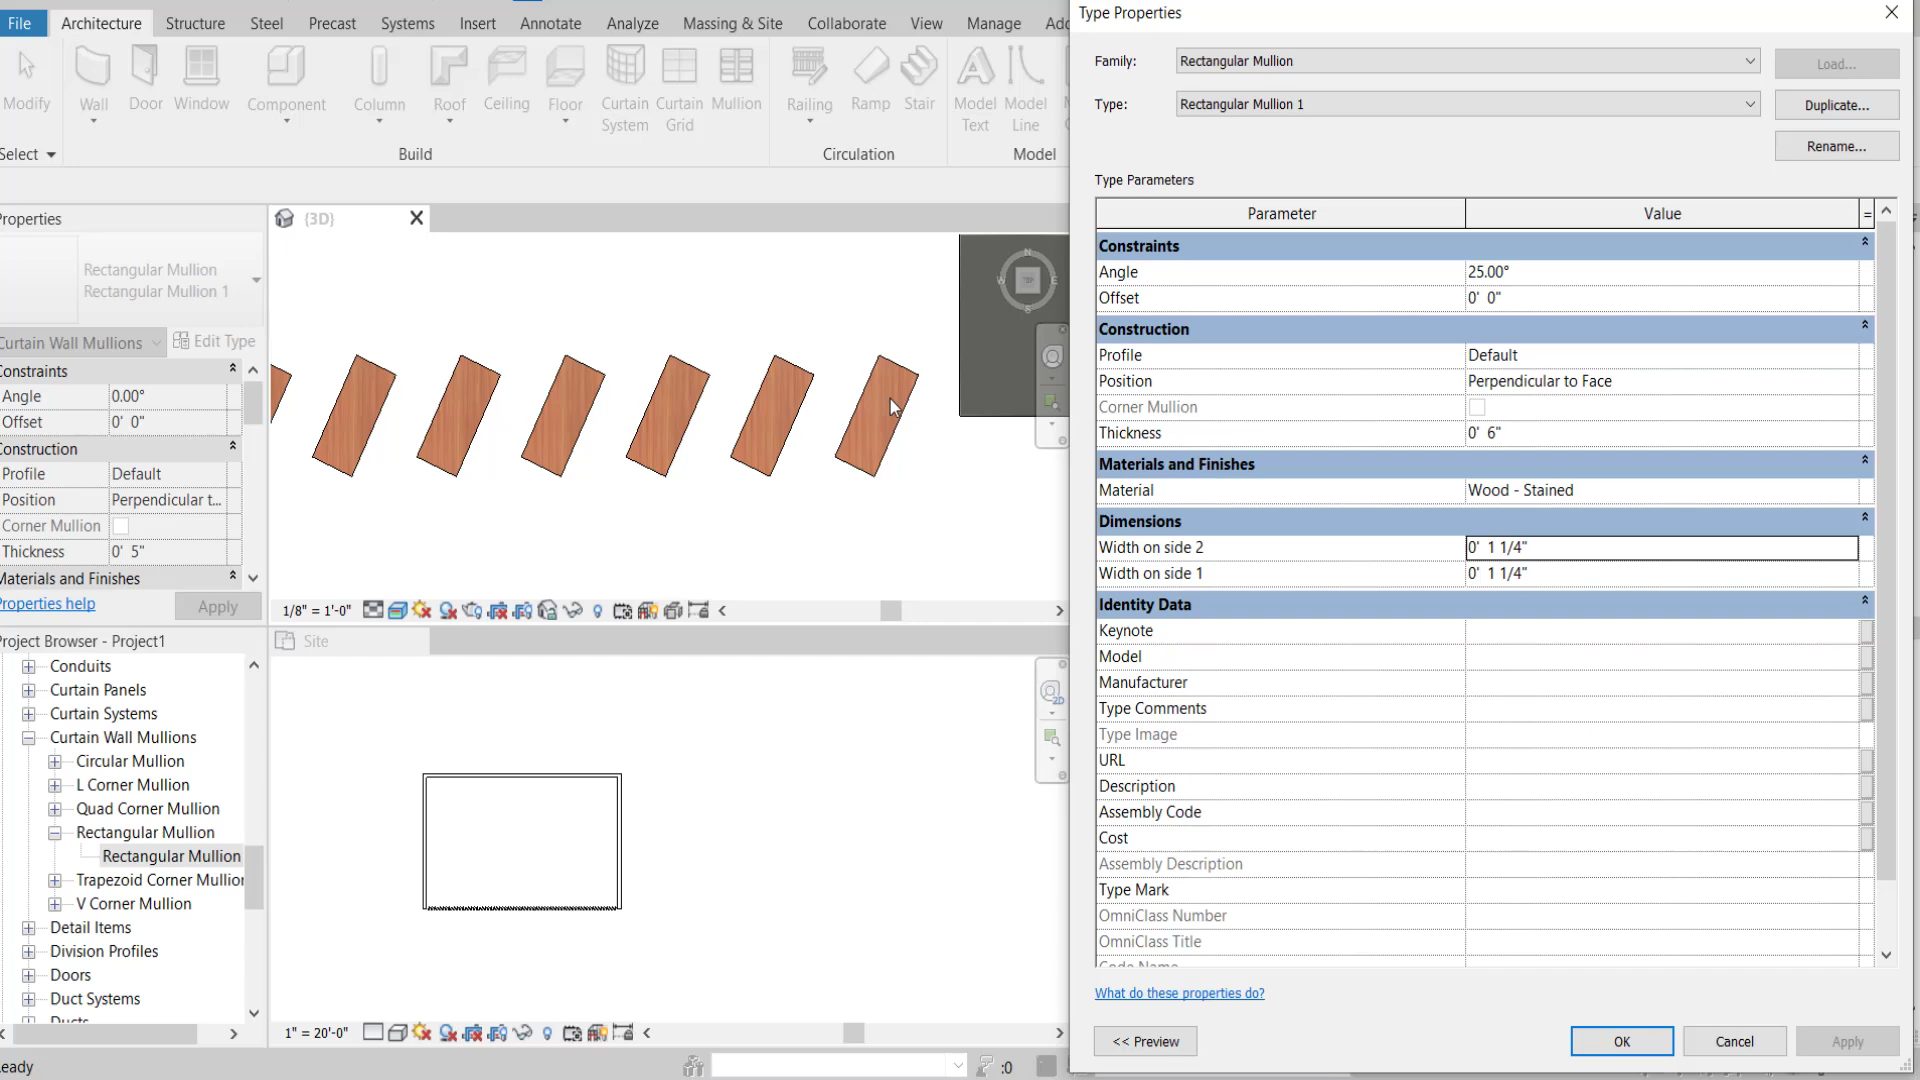 File Architecture Structure Steel Precast Systems Insert Annotate Analyze Massing & Site Collaborate View Manage
Modify Wall Door Window Component Column Roof Ceiling Floor Curtain System Curtain Grid Mullion Railing Ramp Stair Model Text Model Line
Select Build Circulation Model
Properties
(3D)
Rectangular Mullion
Rectangular Mullion 1
Curtain Wall Mullions Edit Type
Constraints
Angle 0.00°
Offset 0' 0"
Construction
Profile Default
Position Perpendicular t...
Corner Mullion
Thickness 0' 5"
Materials and Finishes
Properties help Apply
1/8" = 1'-0"
Project Browser - Project1
Conduits
Curtain Panels
Curtain Systems
Curtain Wall Mullions
Circular Mullion
L Corner Mullion
Quad Corner Mullion
Rectangular Mullion
Rectangular Mullion
Trapezoid Corner Mullion
V Corner Mullion
Detail Items
Division Profiles
Doors
Duct Systems
Ducts
N
W E
S
Site
2D
1" = 20'-0"
eady
:0
Type Properties
Family: Rectangular Mullion Load...
Type: Rectangular Mullion 1 Duplicate...
Rename...
Type Parameters
Parameter Value =
Constraints
Angle 25.00°
Offset 0' 0"
Construction
Profile Default
Position Perpendicular to Face
Corner Mullion
Thickness 0' 6"
Materials and Finishes
Material Wood - Stained
Dimensions
Width on side 2 0' 1 1/4"
Width on side 1 0' 1 1/4"
Identity Data
Keynote
Model
Manufacturer
Type Comments
Type Image
URL
Description
Assembly Code
Cost
Assembly Description
Type Mark
OmniClass Number
OmniClass Title
Code Name
What do these properties do?
<< Preview OK Cancel Apply